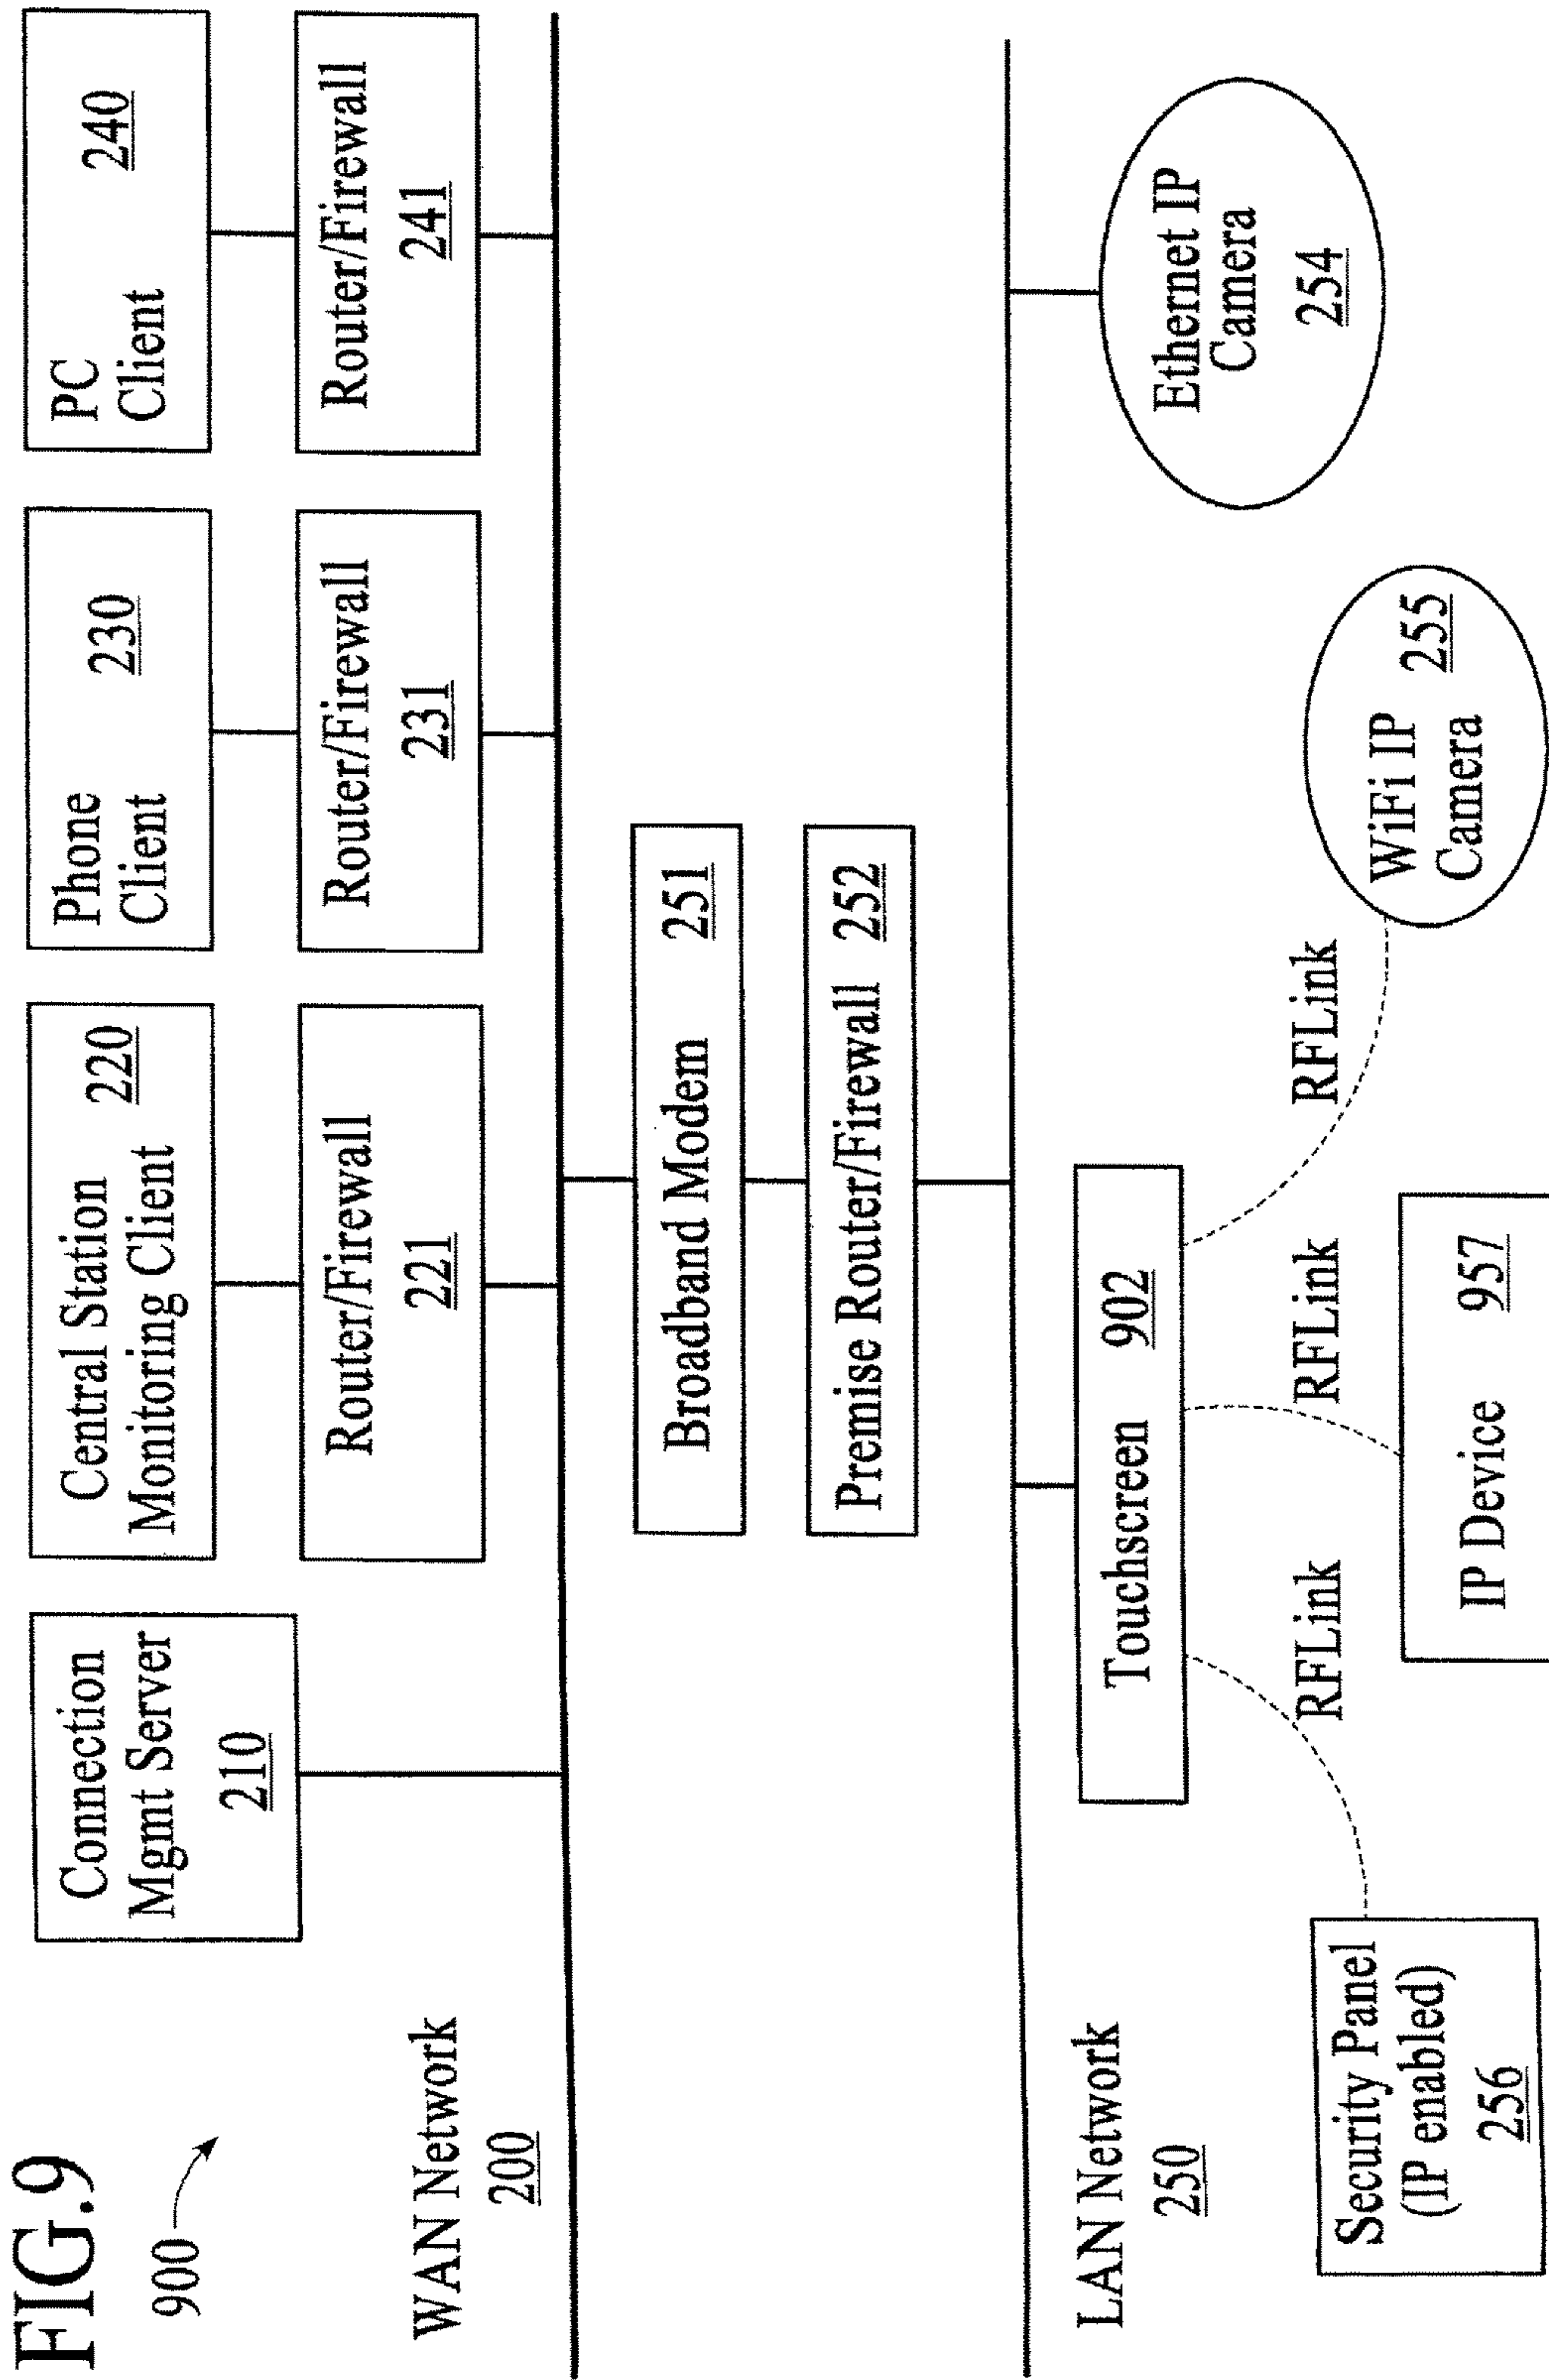 FIG.9
900
Connection
Mgmt Server
210
Central Station
Monitoring Client
220
Phone
Client
230
PC
Client
240
Router/Firewall
221
Router/Firewall
231
Router/Firewall
241
WAN Network
200
Broadband Modem 251
Premise Router/Firewall 252
LAN Network
250
Touchscreen 902
Ethernet IP
Camera
254
RFLink
RFLink
RFLink
Security Panel
(IP enabled)
256
IP Device 957
WiFi IP
Camera
255